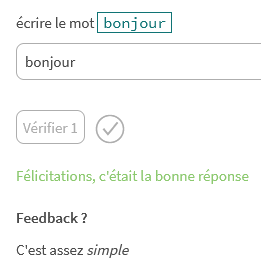 écrire le mot bonjour
bonjour
Vérifier 1
Félicitations, c'était la bonne réponse
Feedback ?
C'est assez simple